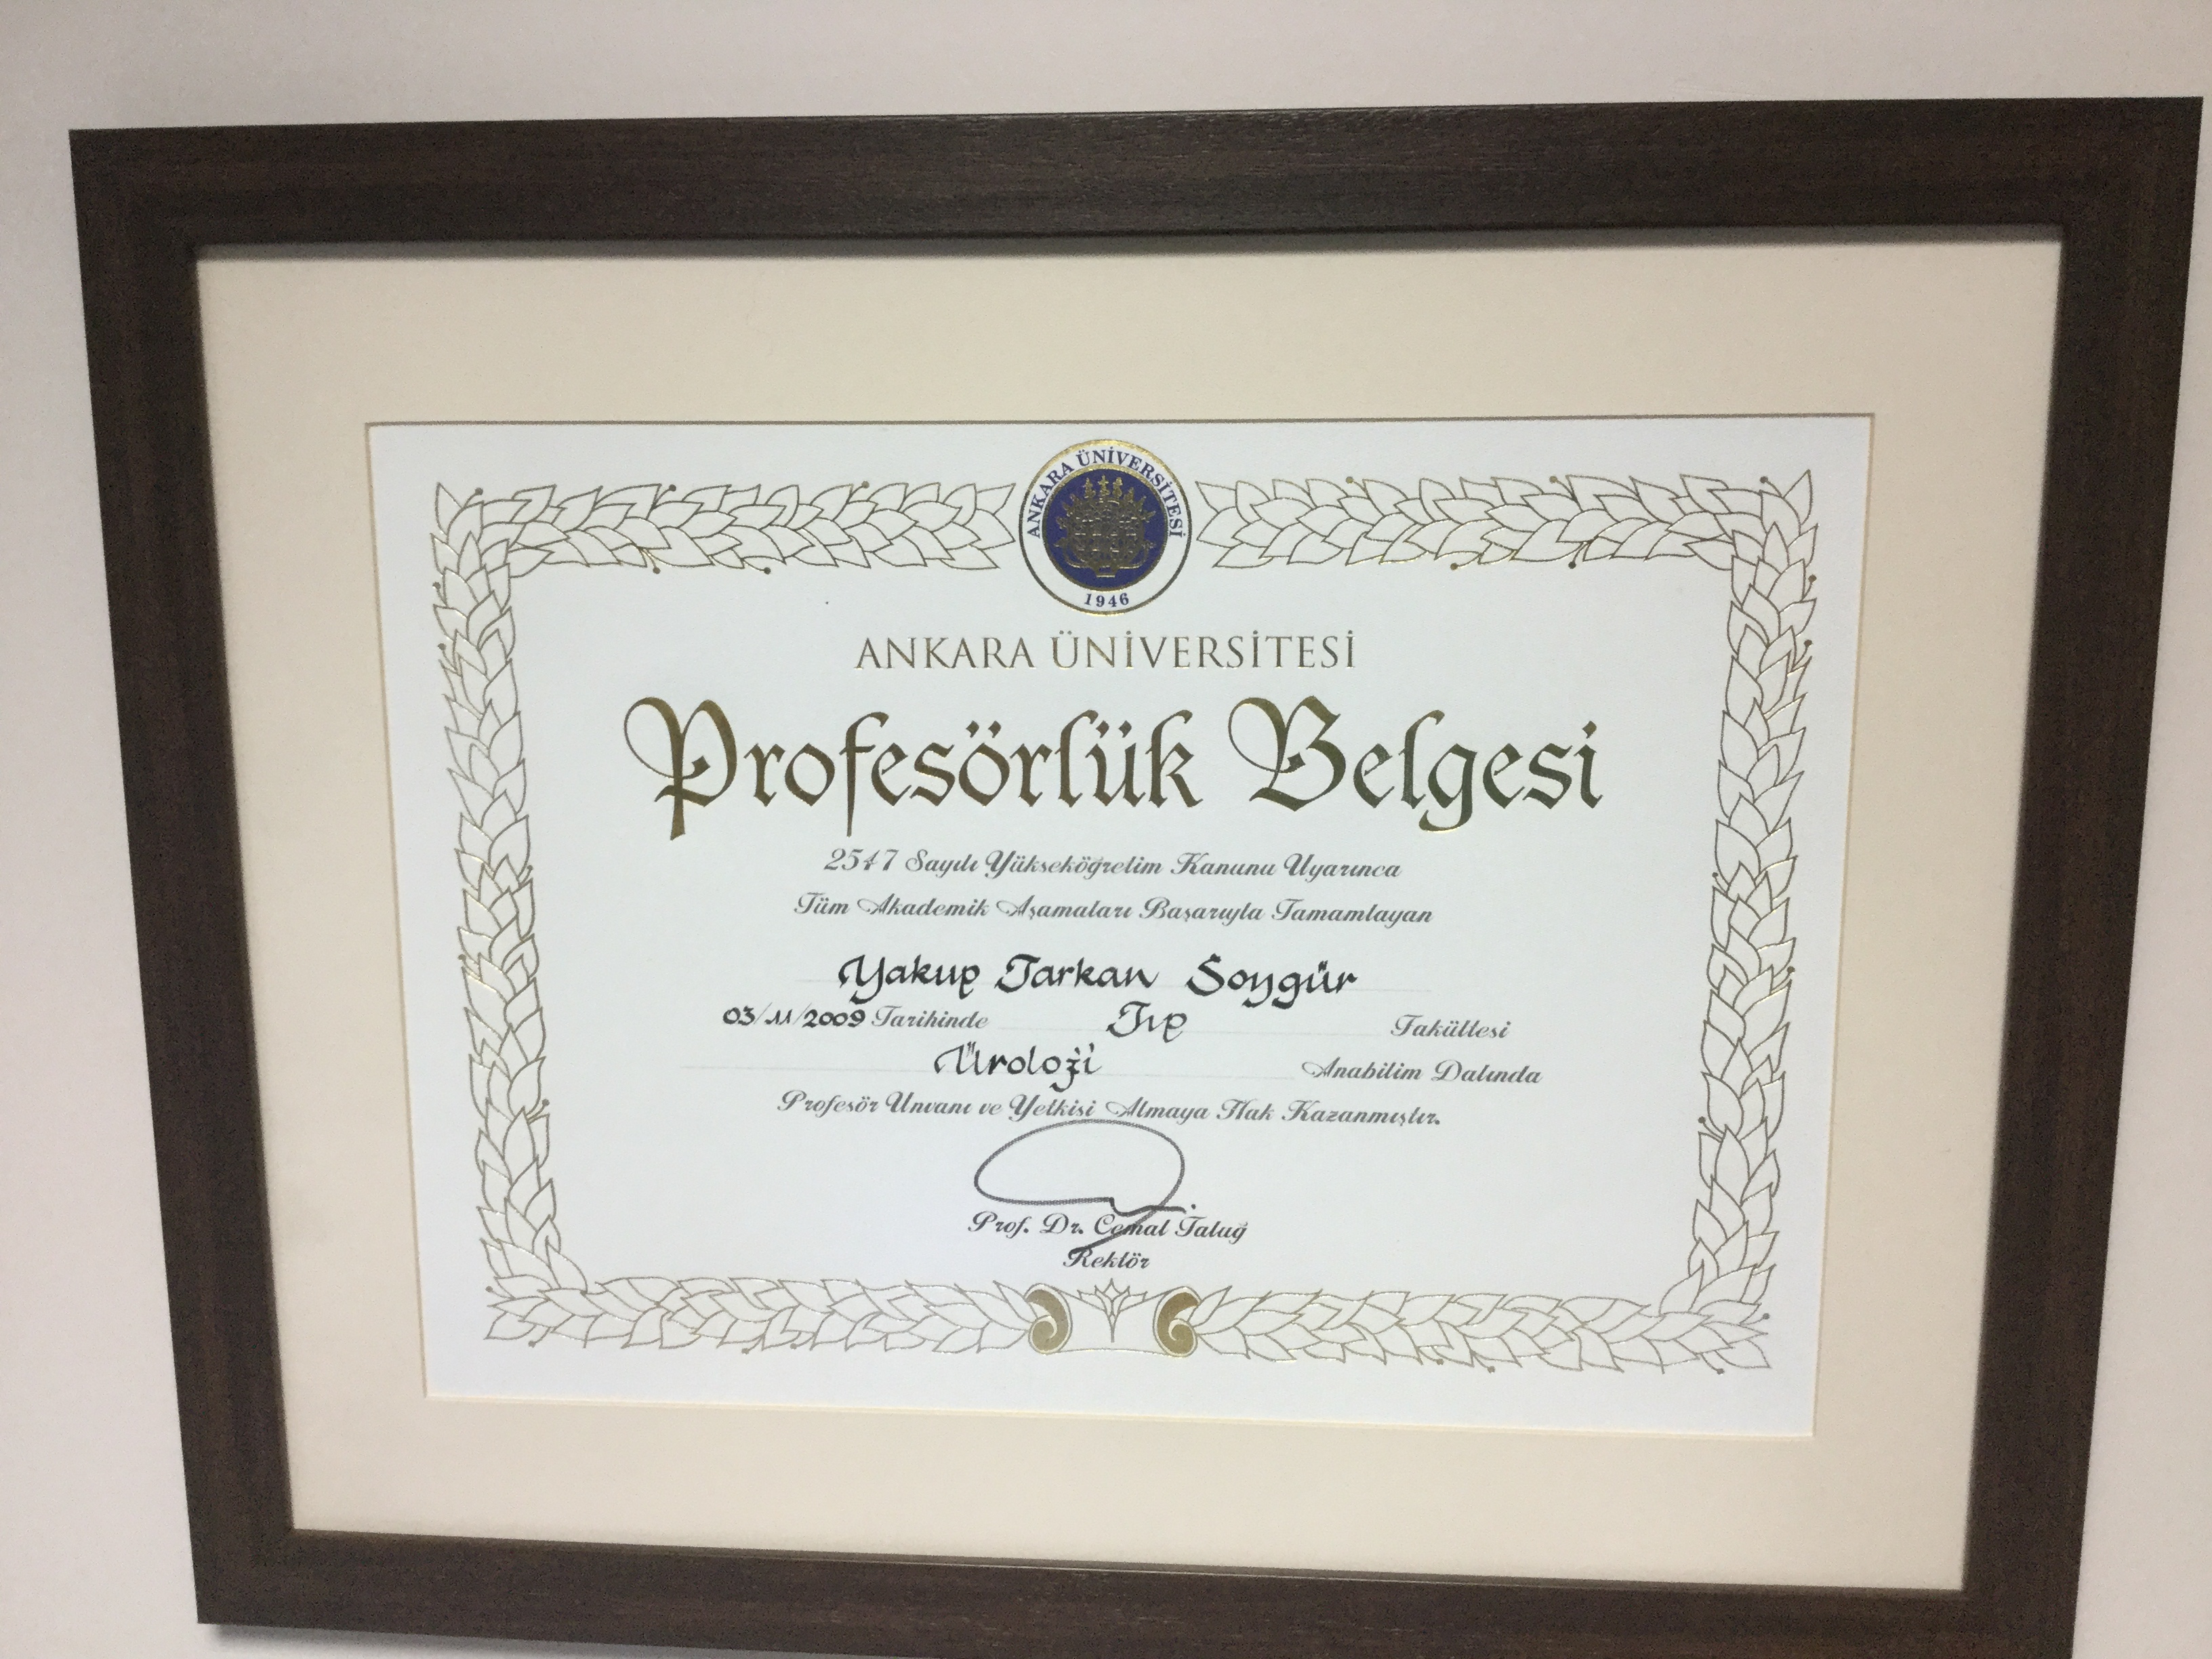 ANKARA ÜNİVERSİTESİ
1946
ANKARA ÜNİVERSİTESİ
Profesörlük Belgesi
2547 Sayılı Yükseköğretim Kanunu Uyarınca
Tüm Akademik Aşamaları Başarıyla Tamamlayan
Yakup Tarkan Soygür
03/11/2009 Tarihinde Tıp Fakültesi
Üroloji Anabilim Dalında
Profesör Unvanı ve Yetkisi Almaya Hak Kazanmıştır.
Prof. Dr. Cemal Taluğ
Rektör